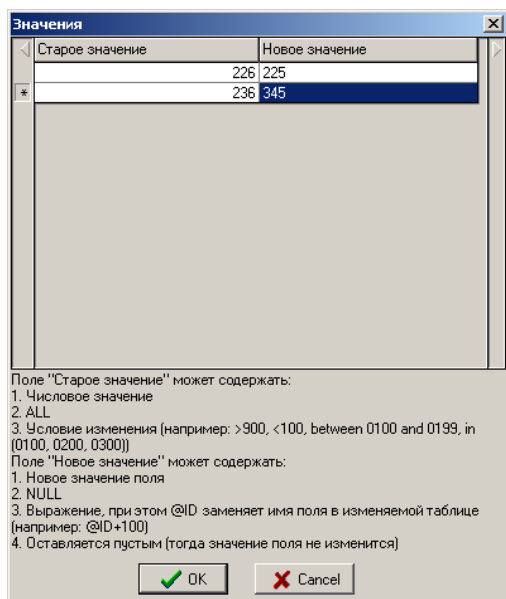 Значения
Старое значение Новое значение
226 225
* 236 345
Поле "Старое значение" может содержать:
1. Числовое значение
2. ALL
3. Условие изменения (например: >900, <100, between 0100 and 0199, in
(0100, 0200, 0300))
Поле "Новое значение" может содержать:
1. Новое значение поля
2. NULL
3. Выражение, при этом @ID заменяет имя поля в изменяемой таблице
(например: @ID+100)
4. Оставляется пустым (тогда значение поля не изменится)
OK Cancel